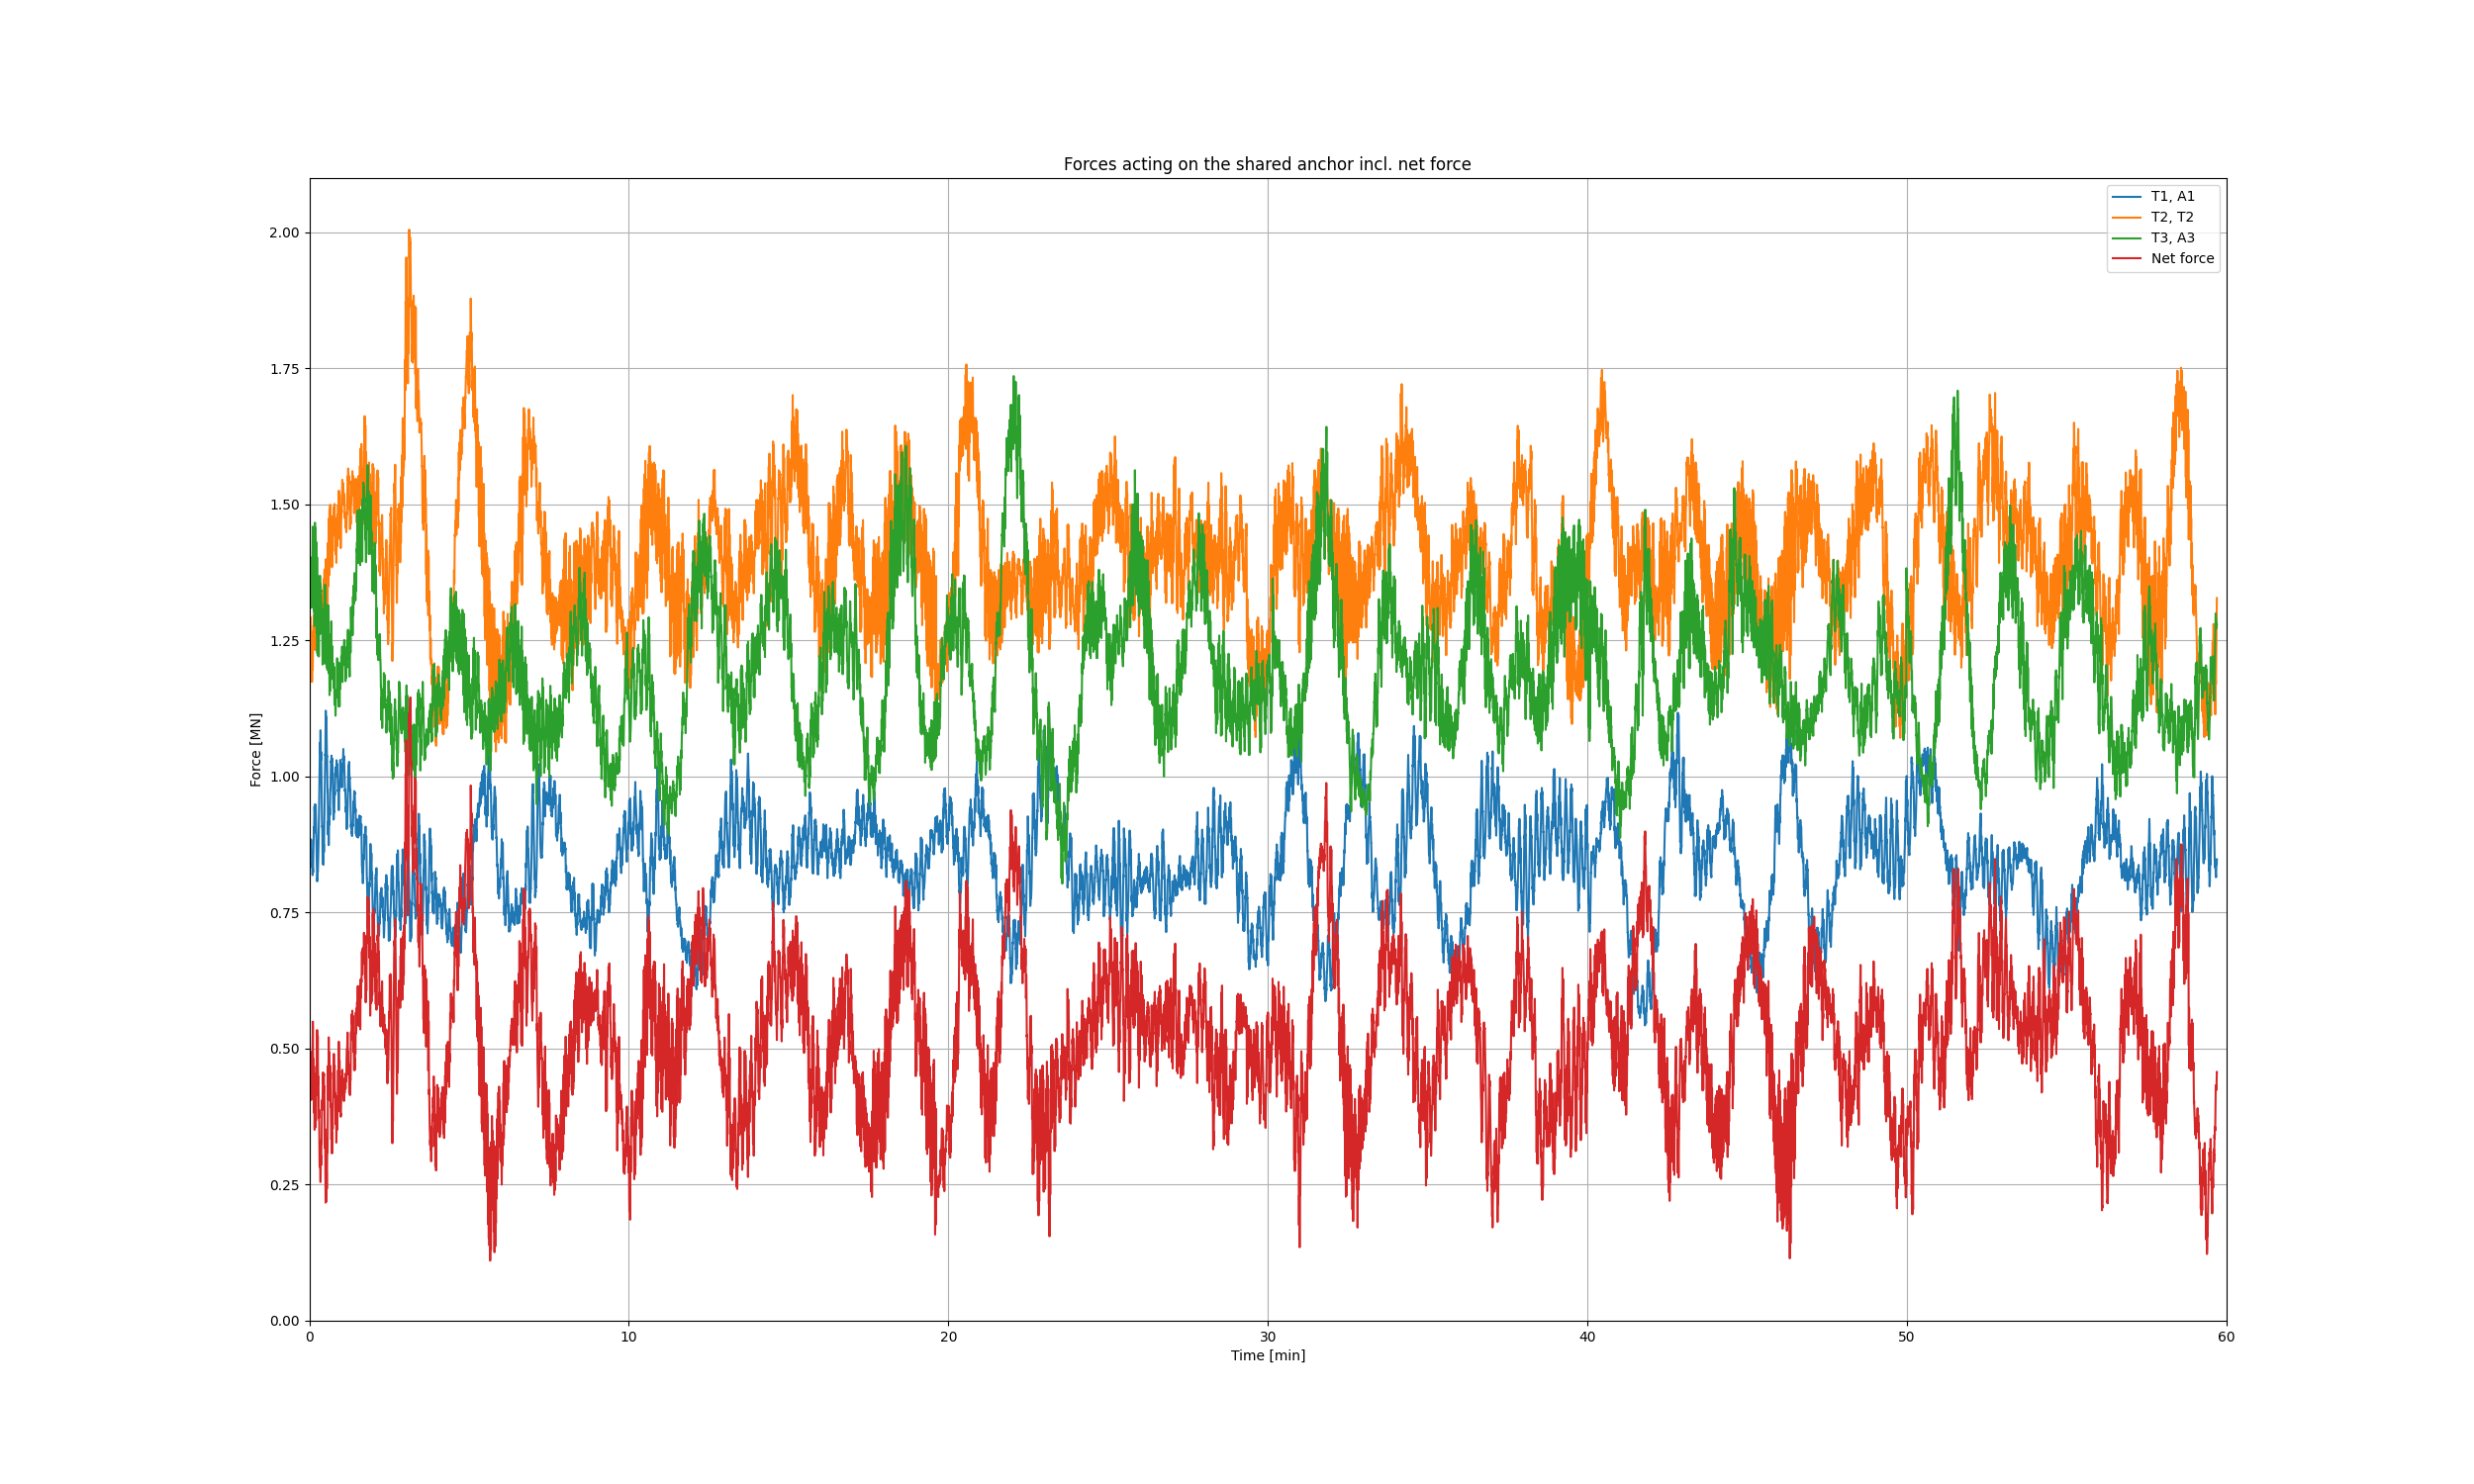 Forces acting on the shared anchor incl. net force
T1, A1
T2, T2
T3, A3
Net force
2.00
1.75
1.50
1.25
1.00
0.75
0.50
0.25
0.00
Force [MN]
0 10 20 30 40 50 60
Time [min]